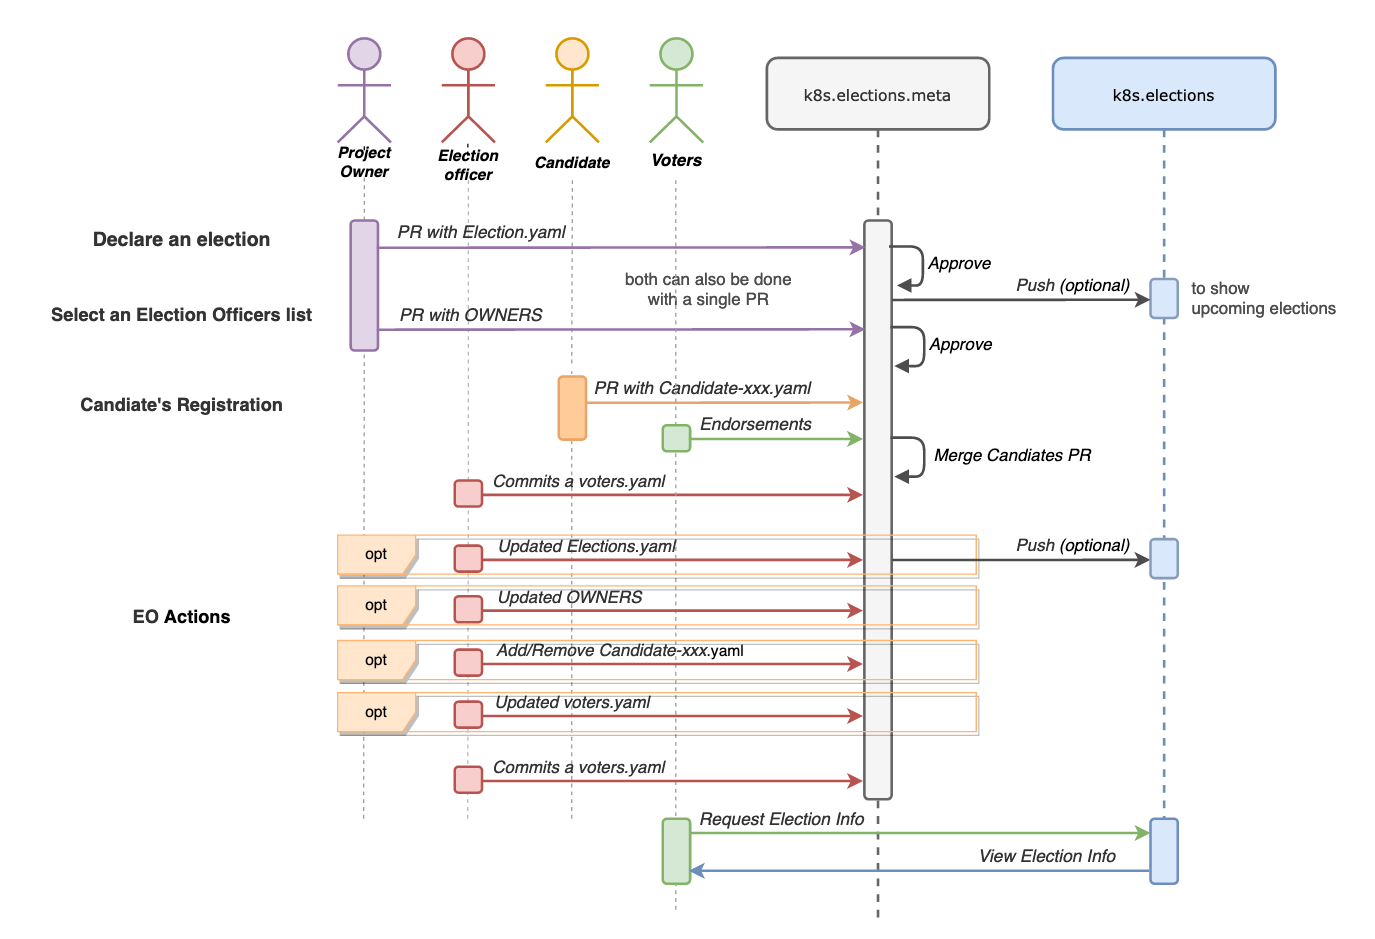 k8s.elections.meta
k8s.elections
Project
Owner
Election
officer
Candidate
Voters
Declare an election
PR with Election.yaml
Approve
both can also be done
with a single PR
Push (optional)
to show
upcoming elections
Select an Election Officers list
PR with OWNERS
Approve
Candiate's Registration
PR with Candidate-xxx.yaml
Endorsements
Merge Candiates PR
Commits a voters.yaml
opt
Updated Elections.yaml
Push (optional)
opt
Updated OWNERS
EO Actions
opt
Add/Remove Candidate-xxx.yaml
opt
Updated voters.yaml
Commits a voters.yaml
Request Election Info
View Election Info